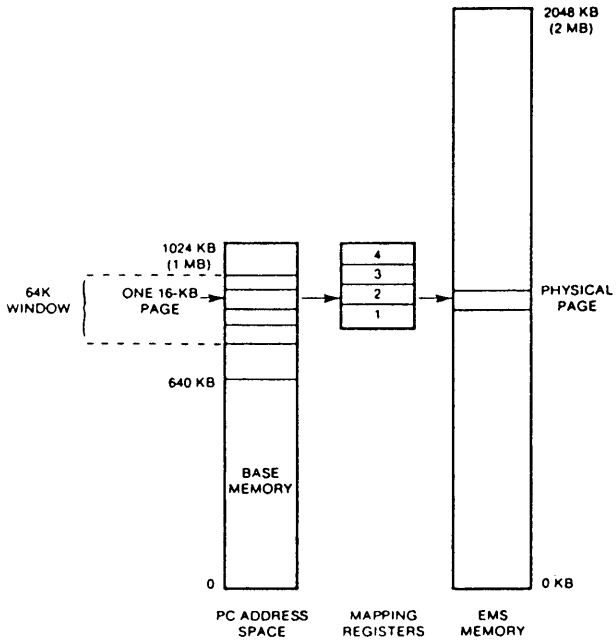 2048 KB
(2 MB)
1024 KB
(1 MB)
64K
WINDOW
ONE 16-KB
PAGE
4
3
2
1
PHYSICAL
PAGE
640 KB
BASE
MEMORY
0
0 KB
PC ADDRESS
SPACE
MAPPING
REGISTERS
EMS
MEMORY